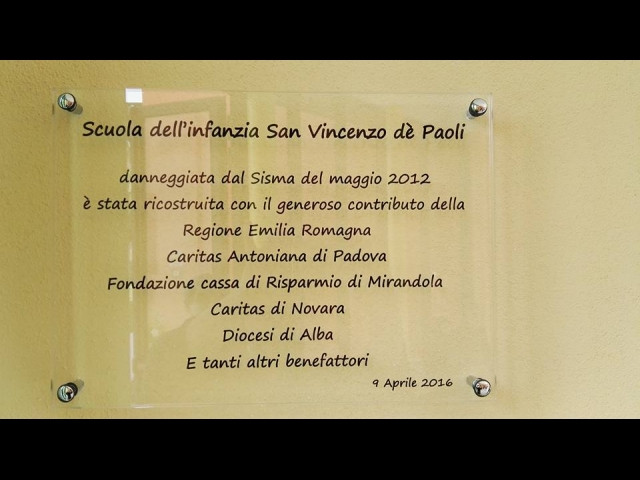 Scuola dell'infanzia San Vincenzo dè Paoli
danneggiata dal Sisma del maggio 2012
è stata ricostruita con il generoso contributo della
Regione Emilia Romagna
Caritas Antoniana di Padova
Fondazione cassa di Risparmio di Mirandola
Caritas di Novara
Diocesi di Alba
E tanti altri benefattori
9 Aprile 2016